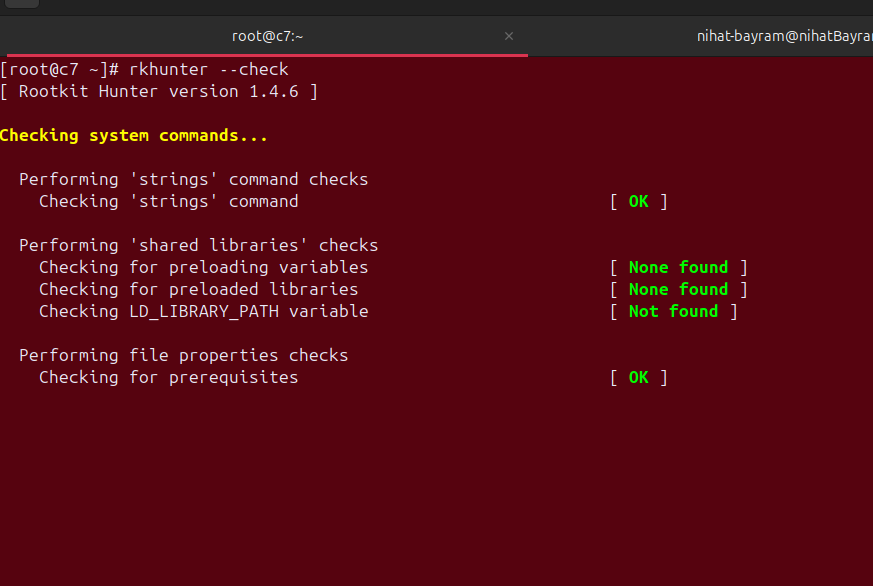 root@c7:~ × nihat-bayram@nihatBayra
[root@c7 ~]# rkhunter --check
[ Rootkit Hunter version 1.4.6 ]
Checking system commands...
Performing 'strings' command checks
Checking 'strings' command [ OK ]
Performing 'shared libraries' checks
Checking for preloading variables [ None found ]
Checking for preloaded libraries [ None found ]
Checking LD_LIBRARY_PATH variable [ Not found ]
Performing file properties checks
Checking for prerequisites [ OK ]